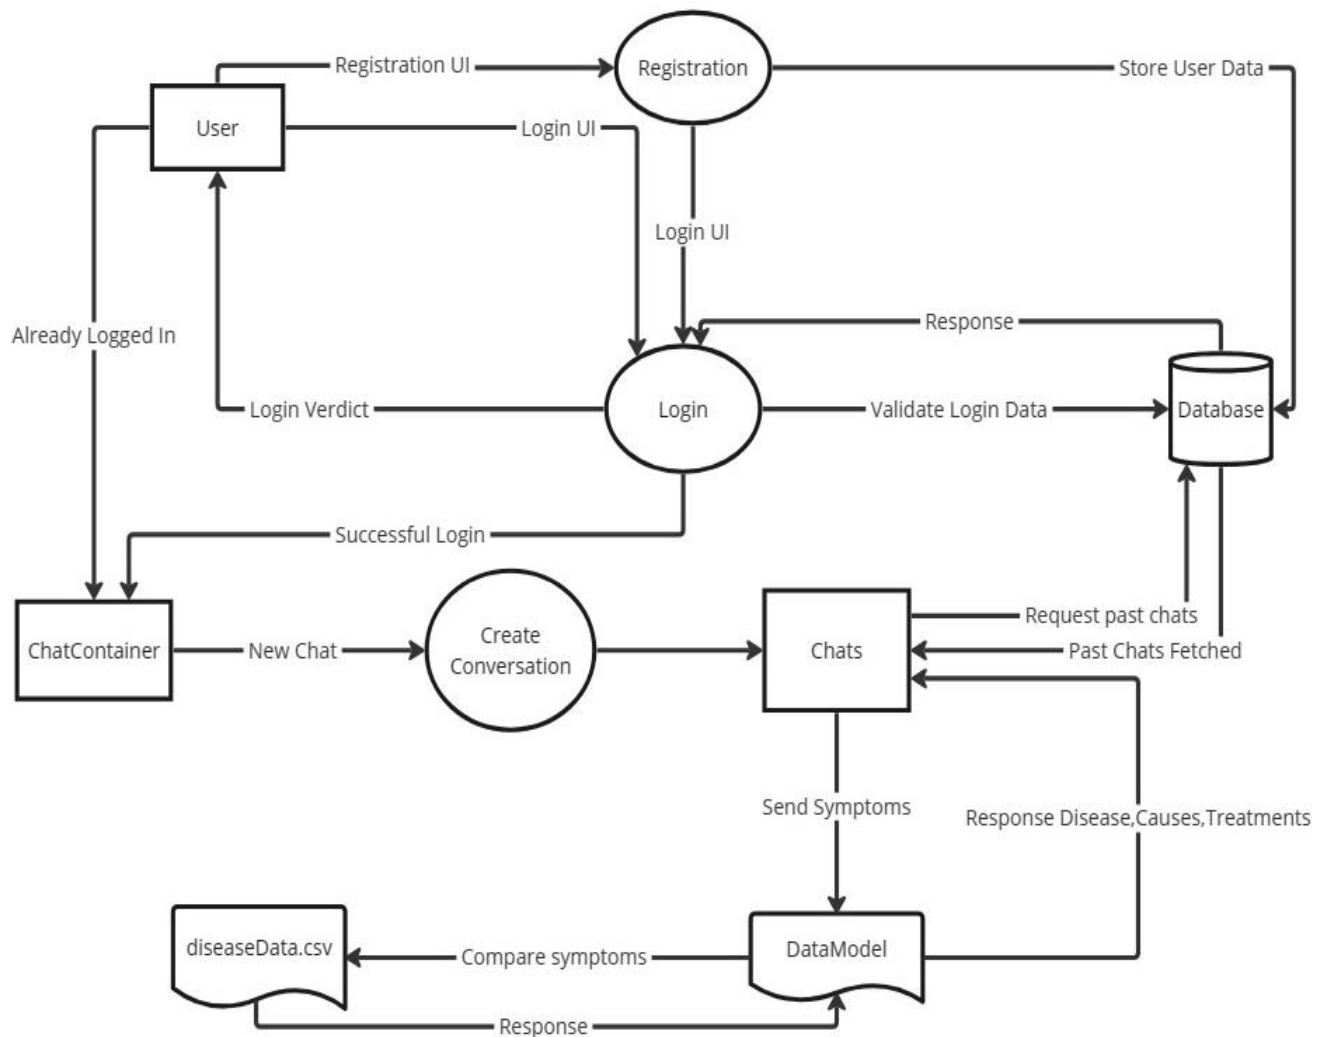 Registration UI
Registration
Store User Data
User
Login UI
Login UI
Already Logged In
Response
Login Verdict
Login
Validate Login Data
Database
Successful Login
ChatContainer
New Chat
Create
Conversation
Chats
Request past chats
Past Chats Fetched
Send Symptoms
Response Disease,Causes,Treatments
diseaseData.csv
Compare symptoms
DataModel
Response